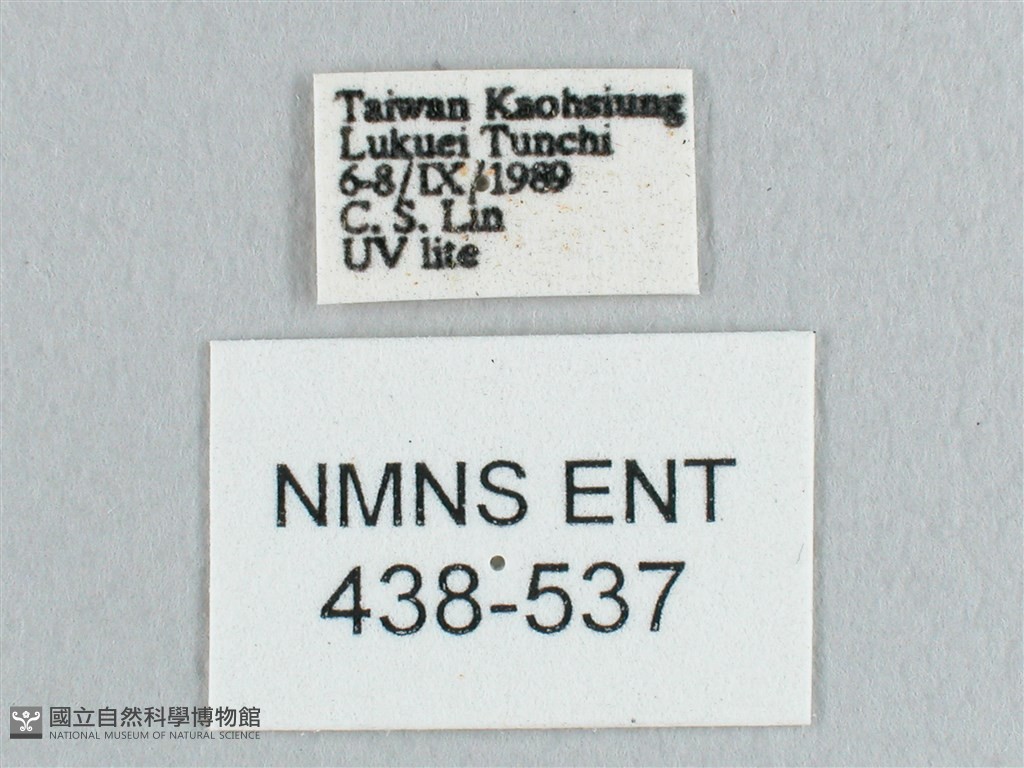 Taiwan Kaohsiung
Lukuei Tunchi
6-8/IX/1989
C. S. Lin
UV lite
NMNS ENT
438-537
國立自然科學博物館
NATIONAL MUSEUM OF NATURAL SCIENCE